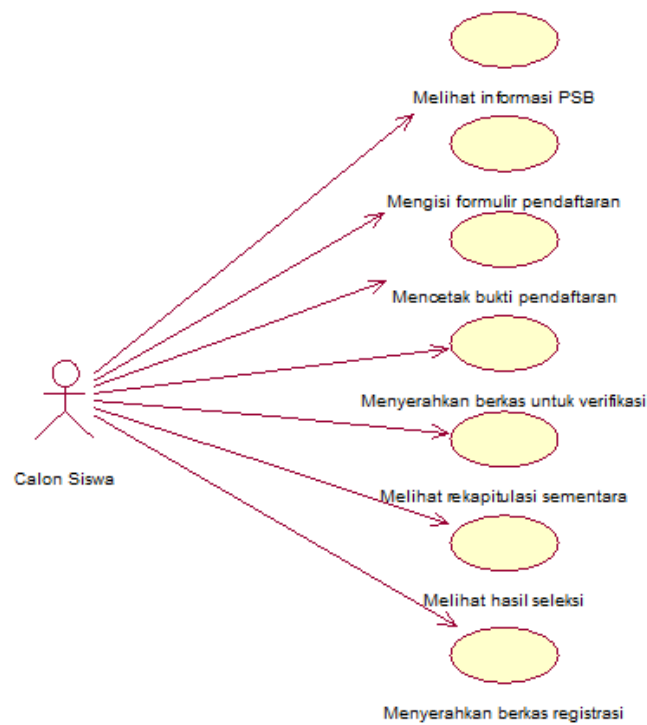 Melihat informasi PSB
Mengisi formulir pendaftaran
Mencetak bukti pendaftaran
Menyerahkan berkas untuk verifikasi
Calon Siswa
Melihat rekapitulasi sementara
Melihat hasil seleksi
Menyerahkan berkas registrasi